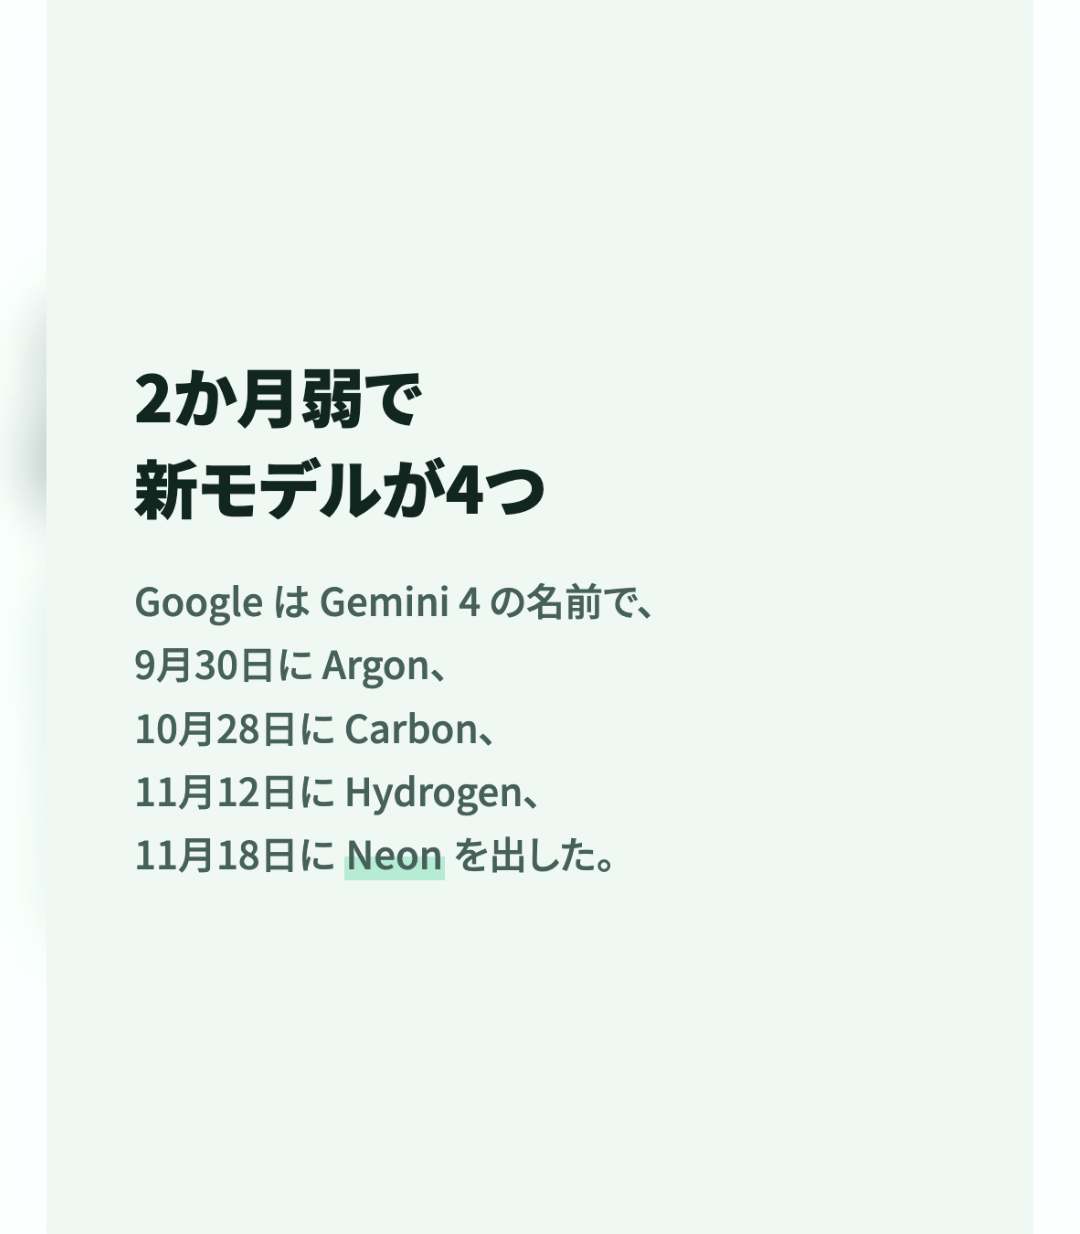 2か月弱で
新モデルが4つ
Google は Gemini 4 の名前で、
9月30日に Argon、
10月28日に Carbon、
11月12日に Hydrogen、
11月18日に Neon を出した。